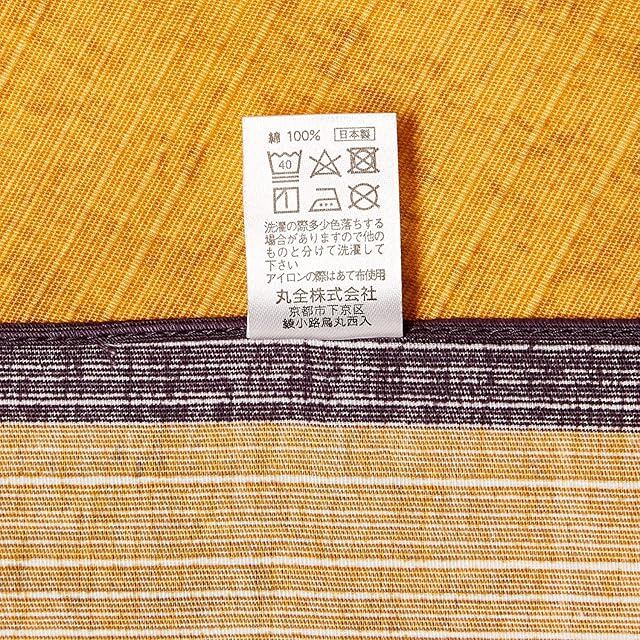 綿 100% 日本製
40
洗濯の際多少色落ちする
場合がありますので他の
ものと分けて洗濯して
下さい
アイロンの際はあて布使用
丸全株式会社
京都市下京区
綾小路烏丸西入